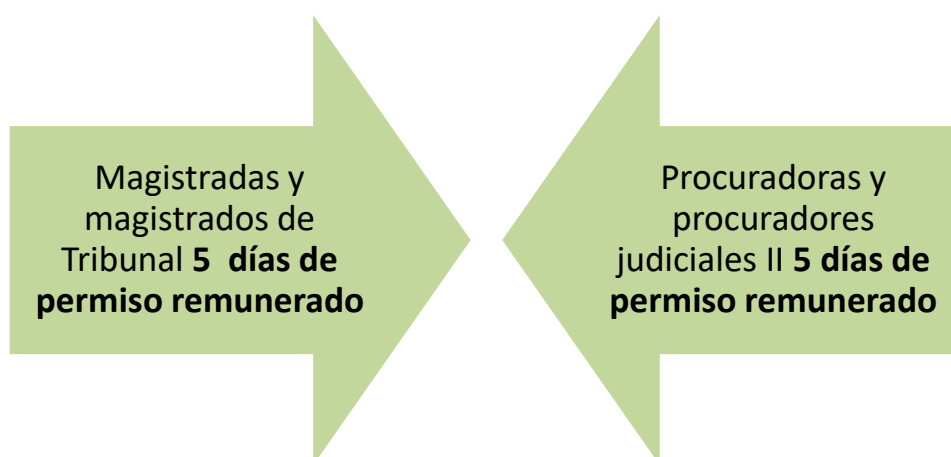 Magistradas y
magistrados de
Tribunal 5  días de
permiso remunerado
Procuradoras y
procuradores
judiciales II 5 días de
permiso remunerado